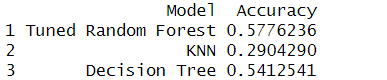 Model Accuracy
1 Tuned Random Forest 0.5776236
2 KNN 0.2904290
3 Decision Tree 0.5412541